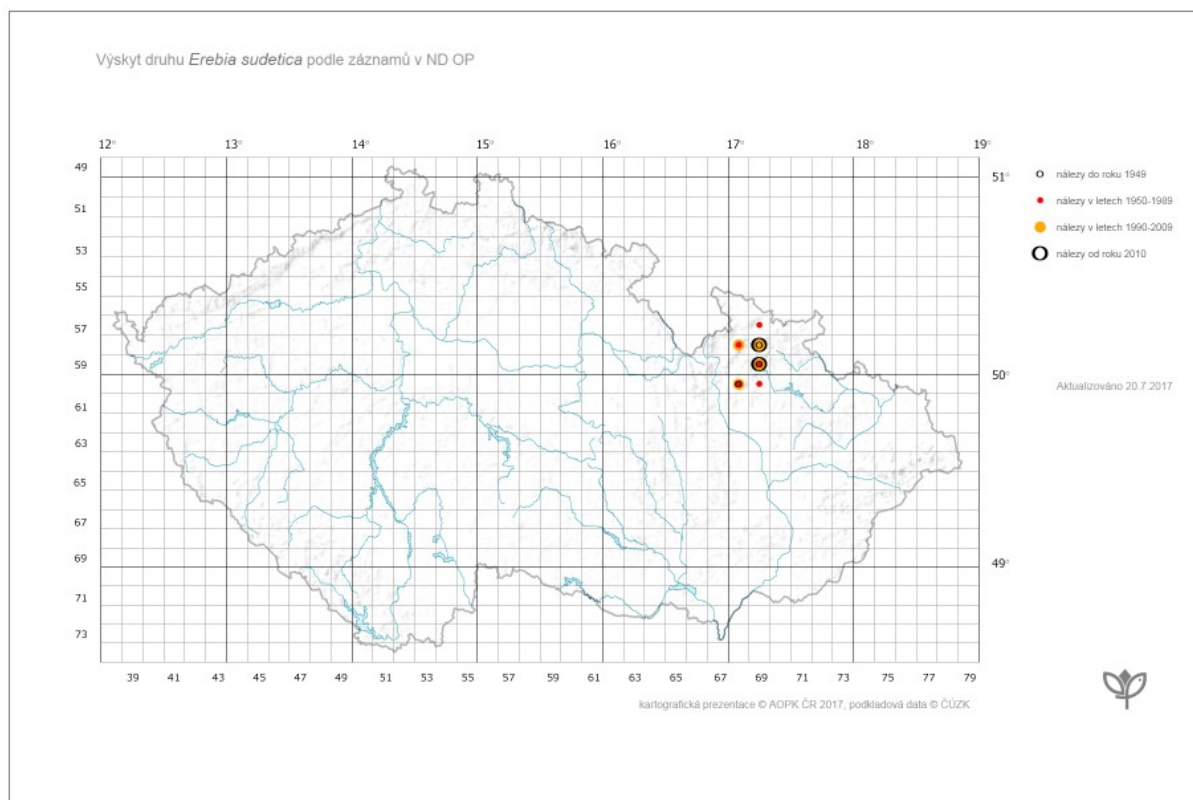 Výskyt druhu Erebia sudetica podle záznamů v ND OP
12° 13° 14° 15° 16° 17° 18° 19°
49
51°
nálezy do roku 1949
51
nálezy v letech 1950-1989
53
nálezy v letech 1990-2009
nálezy od roku 2010
55
57
59
50°
Aktualizováno 20.7.2017
61
63
65
67
69
49°
71
73
39 41 43 45 47 49 51 53 55 57 59 61 63 65 67 69 71 73 75 77 79
kartografická prezentace © AOPK ČR 2017, podkladová data © ČÚZK